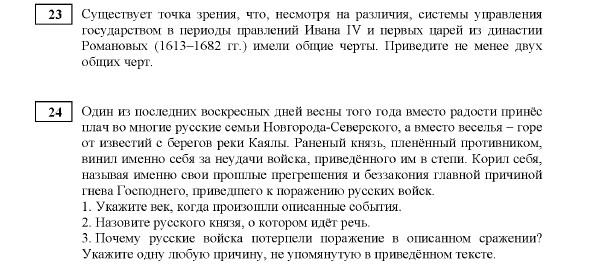 23
Существует точка зрения, что, несмотря на различия, системы управления
государством в периоды правлений Ивана IV и первых царей из династии
Романовых (1613–1682 гг.) имели общие черты. Приведите не менее двух
общих черт.
24
Один из последних воскресных дней весны того года вместо радости принёс
плач во многие русские семьи Новгорода-Северского, а вместо веселья – горе
от известий с берегов реки Каялы. Раненый князь, пленённый противником,
винил именно себя за неудачи войска, приведённого им в степи. Корил себя,
называя именно свои прошлые прегрешения и беззакония главной причиной
гнева Господнего, приведшего к поражению русских войск.
1. Укажите век, когда произошли описанные события.
2. Назовите русского князя, о котором идёт речь.
3. Почему русские войска потерпели поражение в описанном сражении?
Укажите одну любую причину, не упомянутую в приведённом тексте.